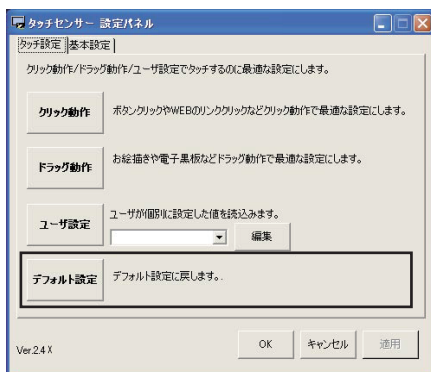 タッチセンサー 設定パネル
タッチ設定 基本設定
クリック動作/ドラッグ動作/ユーザ設定でタッチするのに最適な設定にします。
クリック動作 ボタンクリックやWEBのリンククリックなどクリック動作で最適な設定にします。
ドラッグ動作 お絵描きや電子黒板などドラッグ動作で最適な設定にします。
ユーザ設定 ユーザが個別に設定した値を読込みます。
編集
デフォルト設定 デフォルト設定に戻します。.
Ver.2.4 X OK キャンセル 適用